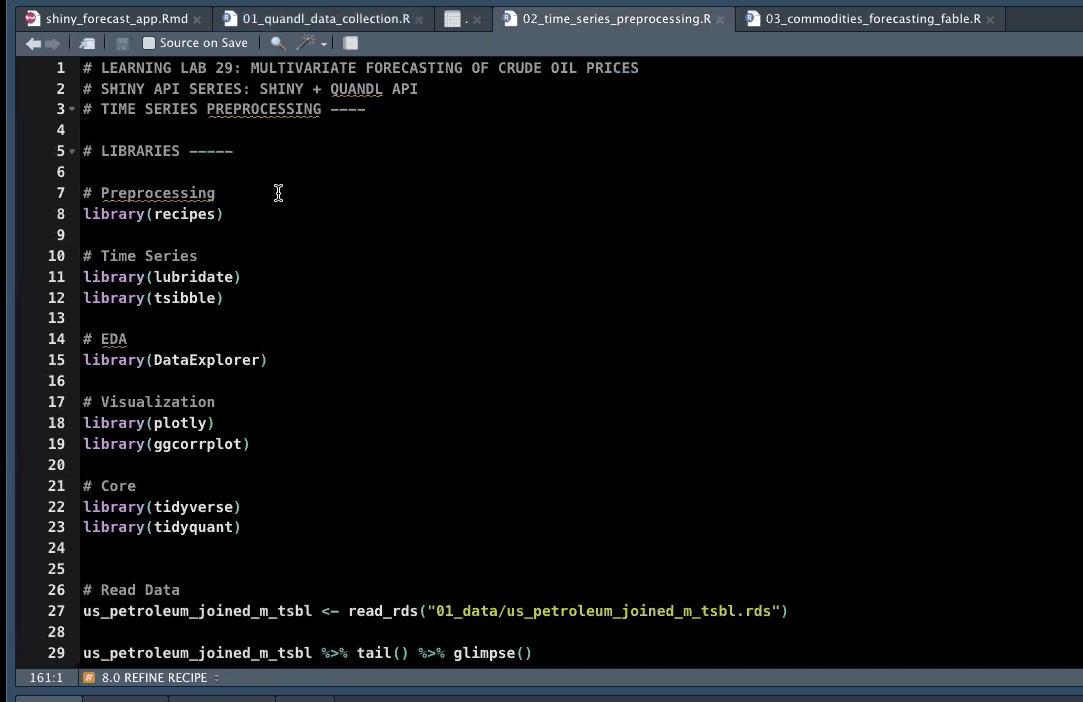 shiny_forecast_app.Rmd × 01_quandl_data_collection.R × . × 02_time_series_preprocessing.R × 03_commodities_forecasting_fable.R ×
Source on Save
1 # LEARNING LAB 29: MULTIVARIATE FORECASTING OF CRUDE OIL PRICES
2 # SHINY API SERIES: SHINY + QUANDL API
3 # TIME SERIES PREPROCESSING ----
4
5 # LIBRARIES -----
6
7 # Preprocessing
8 library(recipes)
9
10 # Time Series
11 library(lubridate)
12 library(tsibble)
13
14 # EDA
15 library(DataExplorer)
16
17 # Visualization
18 library(plotly)
19 library(ggcorrplot)
20
21 # Core
22 library(tidyverse)
23 library(tidyquant)
24
25
26 # Read Data
27 us_petroleum_joined_m_tsbl <- read_rds("01_data/us_petroleum_joined_m_tsbl.rds")
28
29 us_petroleum_joined_m_tsbl %>% tail() %>% glimpse()
161:1 # 8.0 REFINE RECIPE